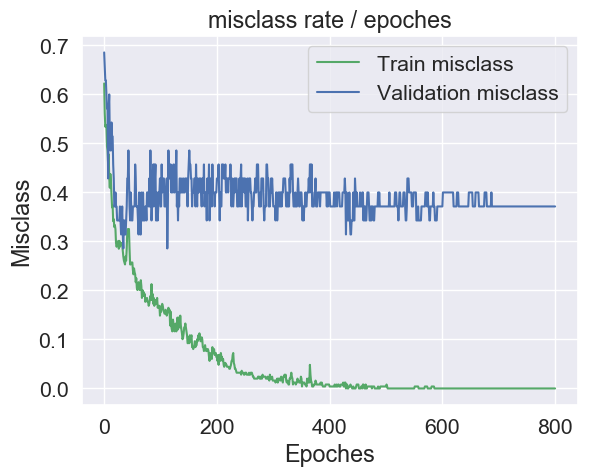 misclass rate / epoches
Train misclass
Validation misclass
Misclass
0.7
0.6
0.5
0.4
0.3
0.2
0.1
0.0
0 200 400 600 800
Epoches